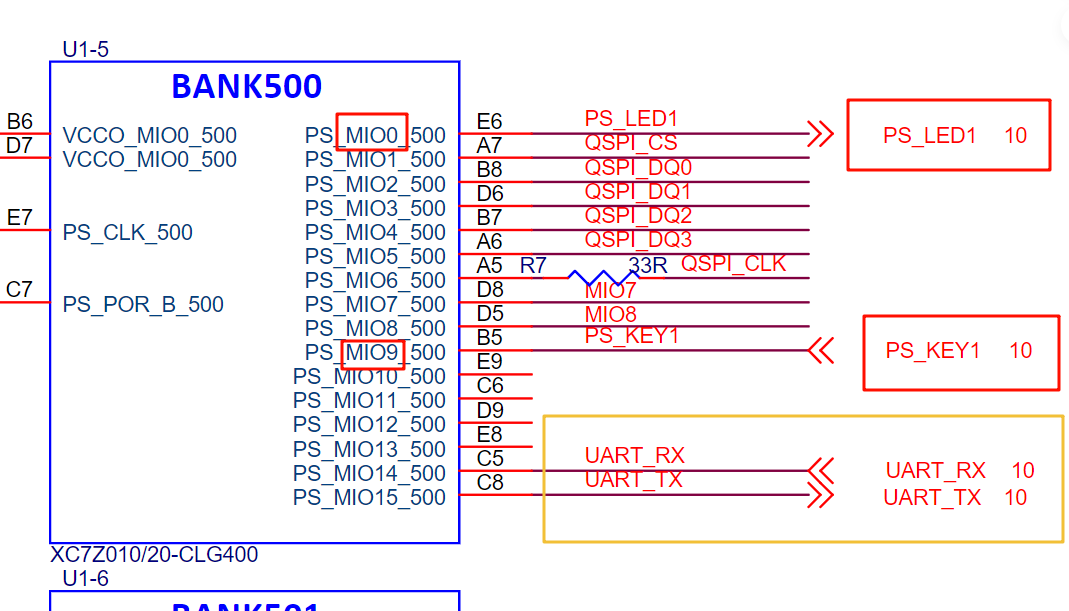 U1-5
BANK500
B6 VCCO_MIO0_500 PS_MIO0_500 E6 PS_LED1 PS_LED1 10
D7 VCCO_MIO0_500 PS_MIO1_500 A7 QSPI_CS
PS_MIO2_500 B8 QSPI_DQ0
PS_MIO3_500 D6 QSPI_DQ1
E7 PS_CLK_500 PS_MIO4_500 B7 QSPI_DQ2
PS_MIO5_500 A6 QSPI_DQ3
PS_MIO6_500 A5 R7 33R QSPI_CLK
C7 PS_POR_B_500 PS_MIO7_500 D8 MIO7
PS_MIO8_500 D5 MIO8
PS_MIO9_500 B5 PS_KEY1 PS_KEY1 10
PS_MIO10_500 E9
PS_MIO11_500 C6
PS_MIO12_500 D9
PS_MIO13_500 E8
PS_MIO14_500 C5 UART_RX UART_RX 10
PS_MIO15_500 C8 UART_TX UART_TX 10
XC7Z010/20-CLG400
U1-6
BANK501